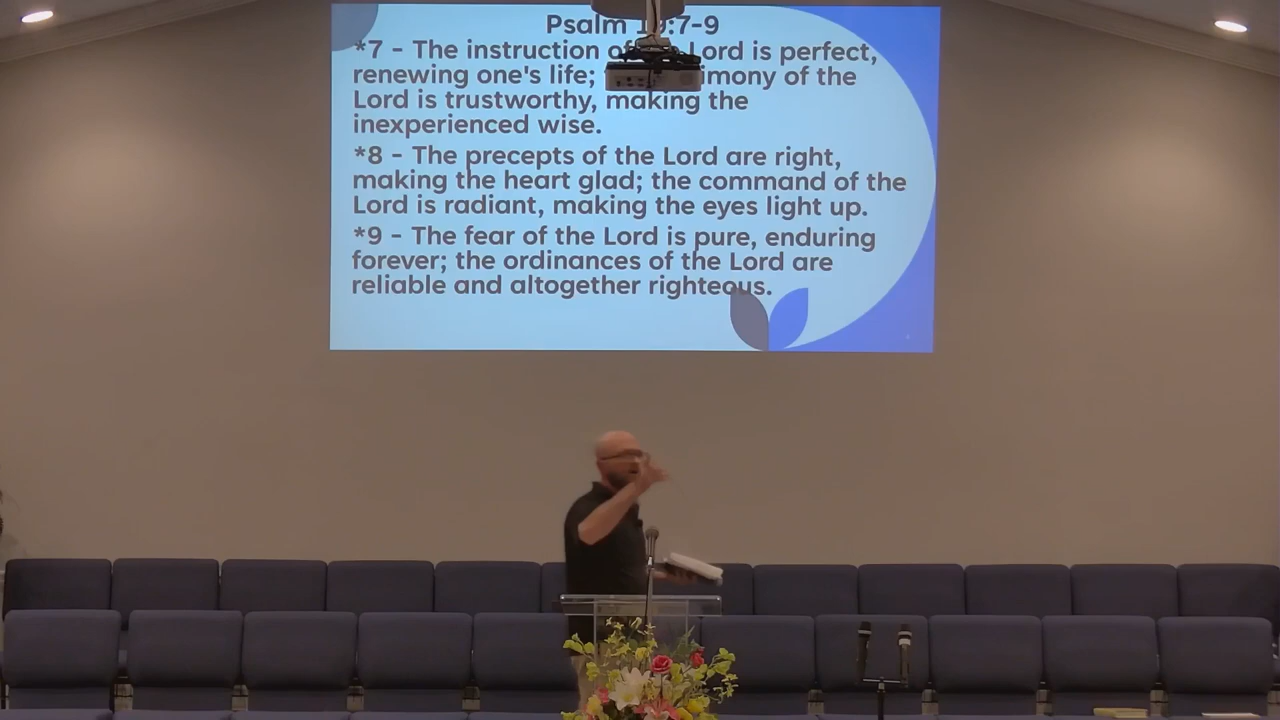 Psalm 19:7-9
*7 - The instruction of Lord is perfect,
renewing one's life; imony of the
Lord is trustworthy, making the
inexperienced wise.
*8 - The precepts of the Lord are right,
making the heart glad; the command of the
Lord is radiant, making the eyes light up.
*9 - The fear of the Lord is pure, enduring
forever; the ordinances of the Lord are
reliable and altogether righteous.